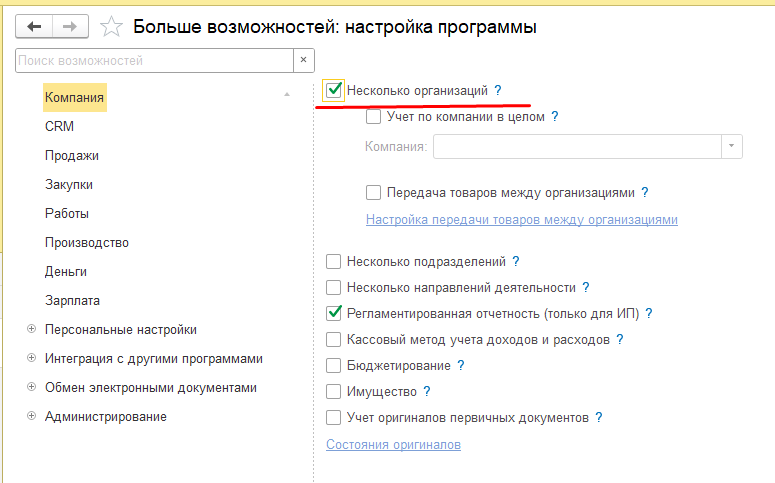 Больше возможностей: настройка программы
Поиск возможностей ×
Компания
CRM
Продажи
Закупки
Работы
Производство
Деньги
Зарплата
Персональные настройки
Интеграция с другими программами
Обмен электронными документами
Администрирование
Несколько организаций ?
Учет по компании в целом ?
Компания:
Передача товаров между организациями ?
Настройка передачи товаров между организациями
Несколько подразделений ?
Несколько направлений деятельности ?
Регламентированная отчетность (только для ИП) ?
Кассовый метод учета доходов и расходов ?
Бюджетирование ?
Имущество ?
Учет оригиналов первичных документов ?
Состояния оригиналов